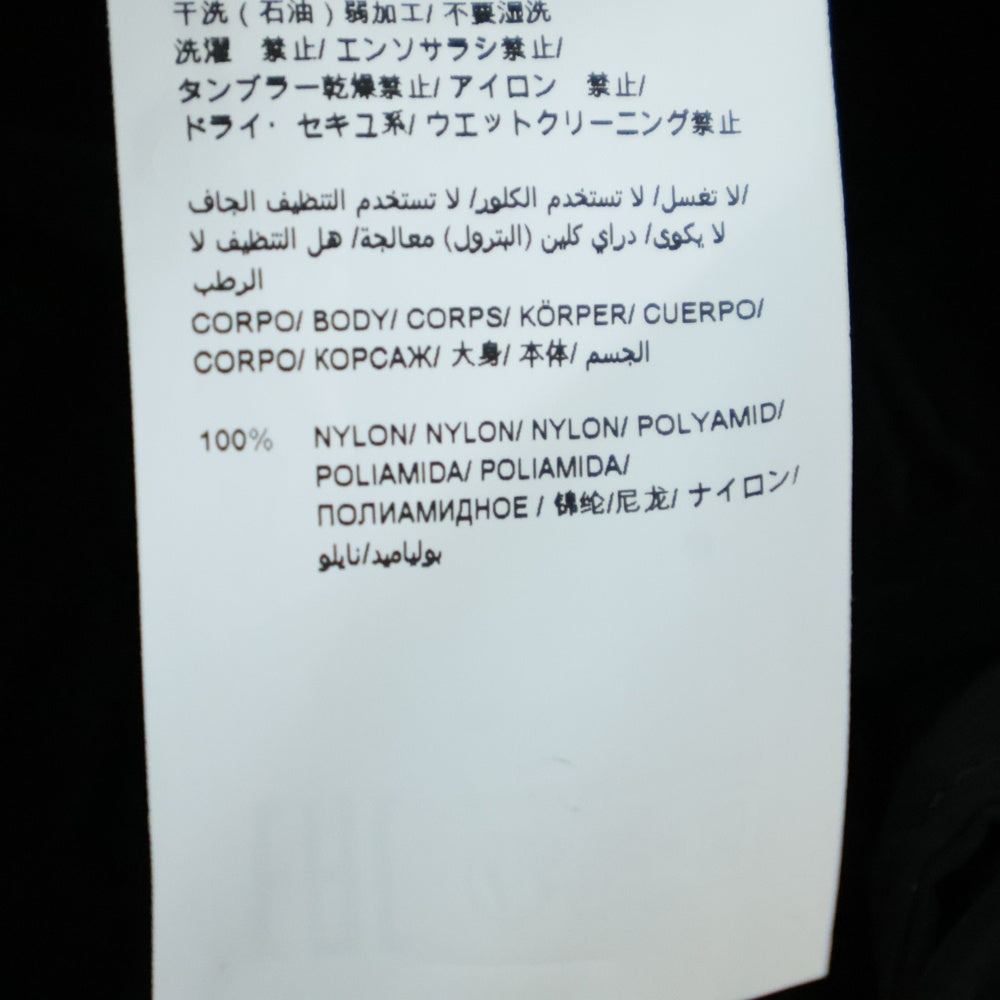 干洗(石油)弱加工/ 不要湿洗
洗濯　禁止/ エンソサラシ禁止/
タンブラー乾燥禁止/ アイロン　禁止/
ドライ・セキユ系/ ウエットクリーニング禁止
لا تغسل/ لا تستخدم الكلور/ لا تستخدم التنظيف الجاف/
لا يكوى/ دراي كلين (البترول) معالجة/ هل التنظيف لا
الرطب
CORPO/ BODY/ CORPS/ KÖRPER/ CUERPO/
CORPO/ КОРСАЖ/ 大身/ 本体/ الجسم
100% NYLON/ NYLON/ NYLON/ POLYAMID/
POLIAMIDA/ POLIAMIDA/
ПОЛИАМИДНОЕ / 锦纶/尼龙/ ナイロン/
بولياميد/نايلو